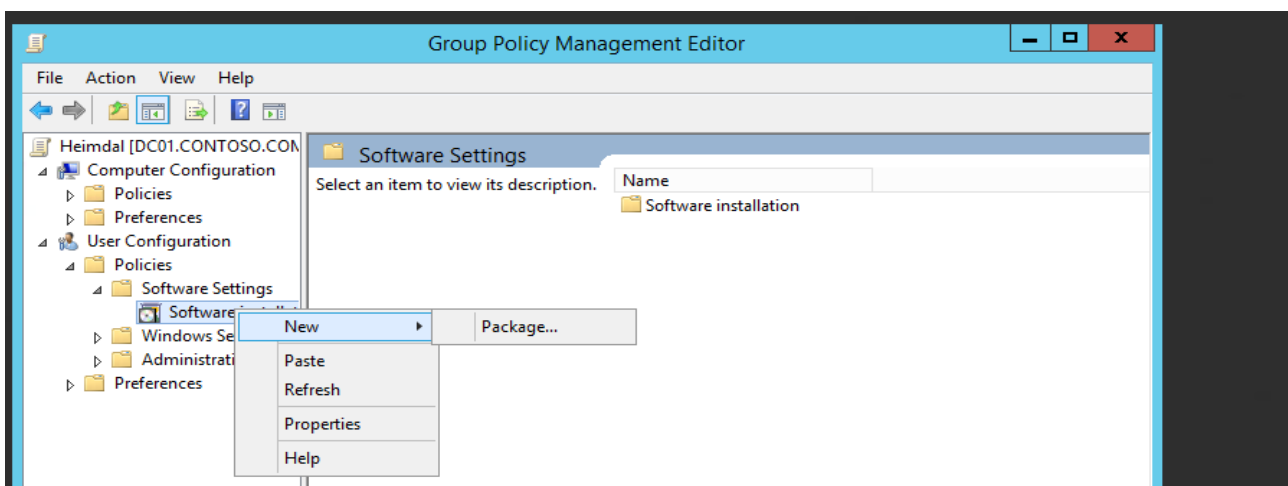 Group Policy Management Editor
File Action View Help
Heimdal [DC01.CONTOSO.COM
Computer Configuration
Policies
Preferences
User Configuration
Policies
Software Settings
Software
Windows Se
Administrati
Preferences
Software Settings
Select an item to view its description.
Name
Software installation
New
Package...
Paste
Refresh
Properties
Help